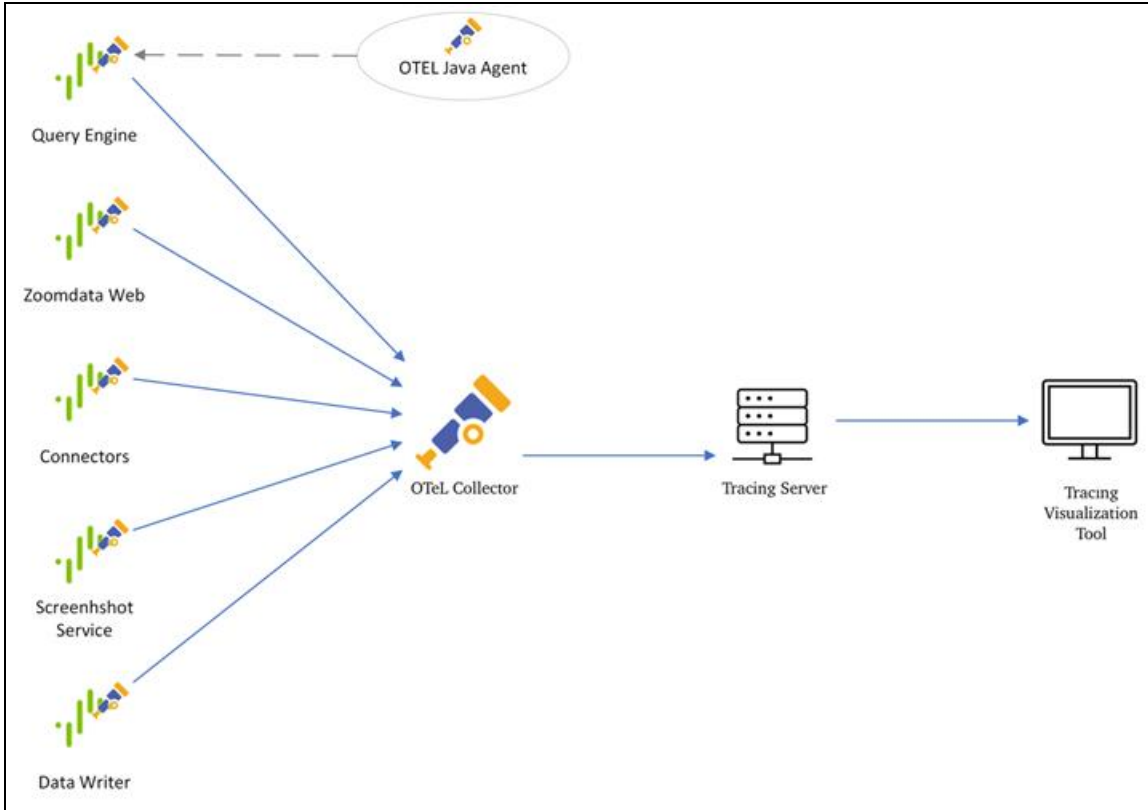 OTEL Java Agent
Query Engine
Zoomdata Web
Connectors
OTeL Collector
Tracing Server
Tracing
Visualization
Tool
Screenhshot
Service
Data Writer